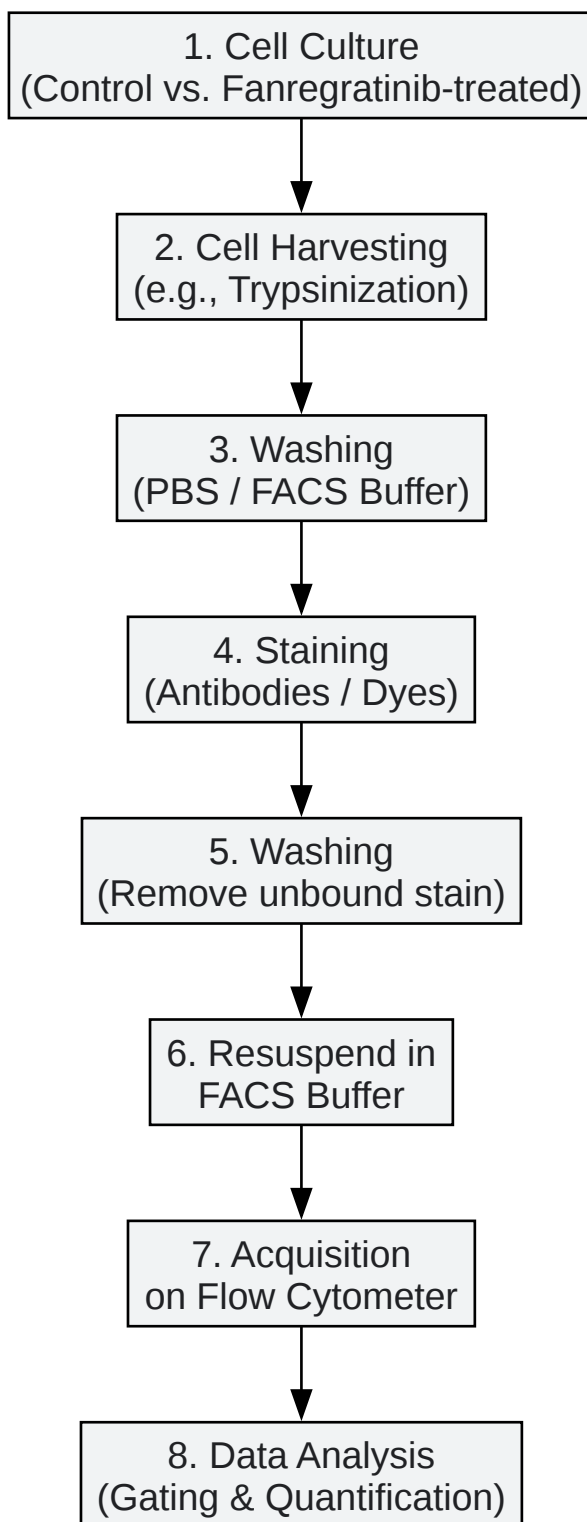 1. Cell Culture
(Control vs. Fanregratinib-treated)
2. Cell Harvesting
(e.g., Trypsinization)
3. Washing
(PBS / FACS Buffer)
4. Staining
(Antibodies / Dyes)
5. Washing
(Remove unbound stain)
6. Resuspend in
FACS Buffer
7. Acquisition
on Flow Cytometer
8. Data Analysis
(Gating & Quantification)